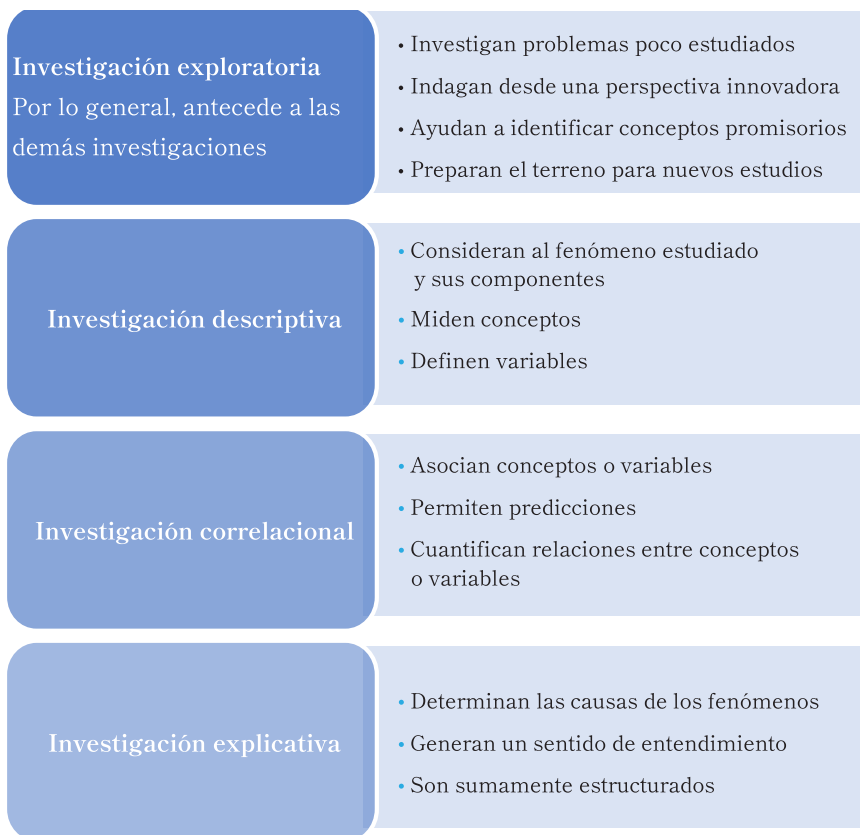 Investigación exploratoria
Por lo general, antecede a las
demás investigaciones
• Investigan problemas poco estudiados
• Indagan desde una perspectiva innovadora
• Ayudan a identificar conceptos promisorios
• Preparan el terreno para nuevos estudios
Investigación descriptiva
• Consideran al fenómeno estudiado
y sus componentes
• Miden conceptos
• Definen variables
Investigación correlacional
• Asocian conceptos o variables
• Permiten predicciones
• Cuantifican relaciones entre conceptos
o variables
Investigación explicativa
• Determinan las causas de los fenómenos
• Generan un sentido de entendimiento
• Son sumamente estructurados